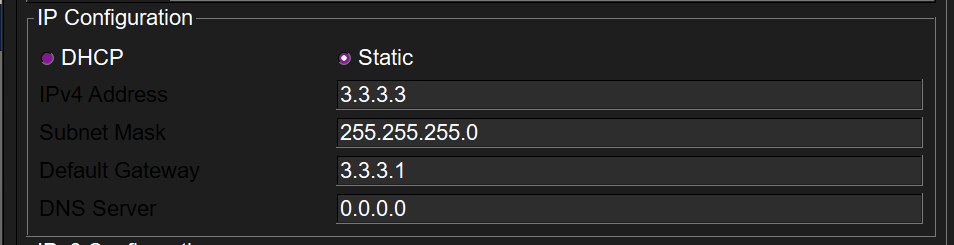 IP Configuration
DHCP Static
IPv4 Address 3.3.3.3
Subnet Mask 255.255.255.0
Default Gateway 3.3.3.1
DNS Server 0.0.0.0